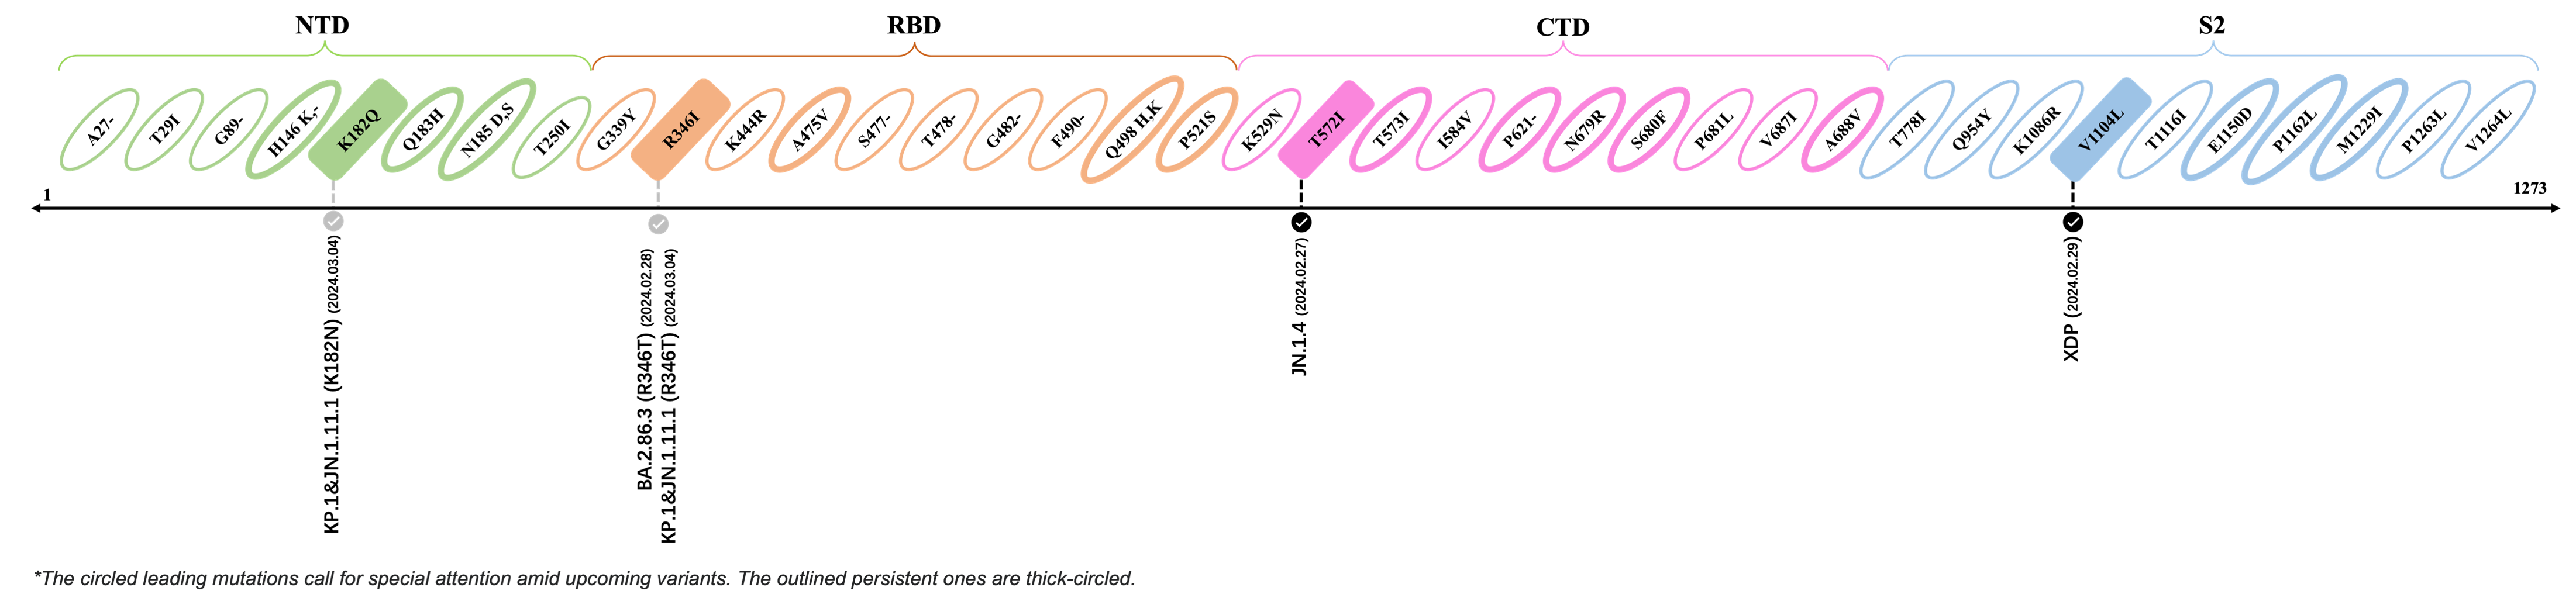 NTD
RBD
CTD
S2
A27-
T29I
G89-
H146 K,-
K182Q
Q183H
N185 D,S
T250I
G339Y
R346I
K444R
A475V
S477-
T478-
G482-
F490-
Q498 H,K
P521S
K529N
T572I
T573I
I584V
P621-
N679R
S680F
P681L
V687I
A688V
T778I
Q954Y
K1086R
V1104L
T1116I
E1150D
P1162L
M1229I
P1263L
V1264L
1
1273
KP.1&JN.1.11.1 (K182N) (2024.03.04)
BA.2.86.3 (R346T) (2024.02.28)
KP.1&JN.1.11.1 (R346T) (2024.03.04)
JN.1.4 (2024.02.27)
XDP (2024.02.29)
*The circled leading mutations call for special attention amid upcoming variants. The outlined persistent ones are thick-circled.